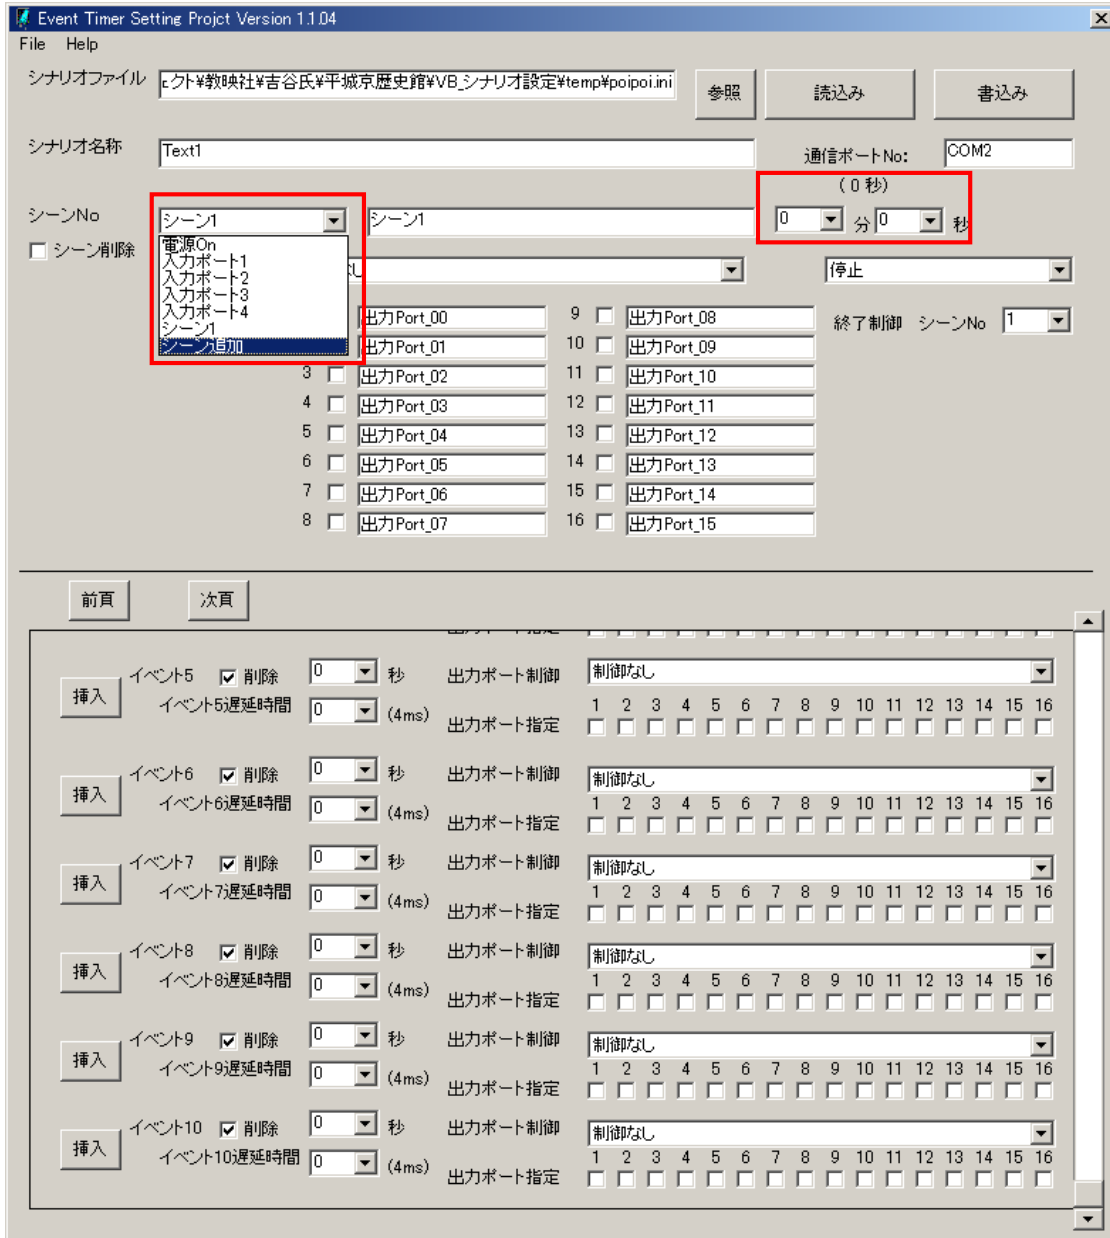 Event Timer Setting Projct Version 1.1.04
File Help
シナリオファイル ェクト¥教映社¥吉谷氏¥平城京歴史館¥VB_シナリオ設定¥temp¥poipoi.ini 参照 読込み 書込み
シナリオ名称 Text1 通信ポートNo: COM2
(0秒)
シーンNo シーン1 シーン1 0 分 0 秒
シーン削除
電源On
入力ポート1
入力ポート2
入力ポート3
入力ポート4
シーン1
シーン追加
し 停止
出力Port_00 9 出力Port_08 終了制御 シーンNo 1
出力Port_01 10 出力Port_09
3 出力Port_02 11 出力Port_10
4 出力Port_03 12 出力Port_11
5 出力Port_04 13 出力Port_12
6 出力Port_05 14 出力Port_13
7 出力Port_06 15 出力Port_14
8 出力Port_07 16 出力Port_15
前頁 次頁
挿入 イベント5 削除 0 秒 出力ポート制御 制御なし
イベント5遅延時間 0 (4ms) 出力ポート指定 1 2 3 4 5 6 7 8 9 10 11 12 13 14 15 16
挿入 イベント6 削除 0 秒 出力ポート制御 制御なし
イベント6遅延時間 0 (4ms) 出力ポート指定 1 2 3 4 5 6 7 8 9 10 11 12 13 14 15 16
挿入 イベント7 削除 0 秒 出力ポート制御 制御なし
イベント7遅延時間 0 (4ms) 出力ポート指定 1 2 3 4 5 6 7 8 9 10 11 12 13 14 15 16
挿入 イベント8 削除 0 秒 出力ポート制御 制御なし
イベント8遅延時間 0 (4ms) 出力ポート指定 1 2 3 4 5 6 7 8 9 10 11 12 13 14 15 16
挿入 イベント9 削除 0 秒 出力ポート制御 制御なし
イベント9遅延時間 0 (4ms) 出力ポート指定 1 2 3 4 5 6 7 8 9 10 11 12 13 14 15 16
挿入 イベント10 削除 0 秒 出力ポート制御 制御なし
イベント10遅延時間 0 (4ms) 出力ポート指定 1 2 3 4 5 6 7 8 9 10 11 12 13 14 15 16